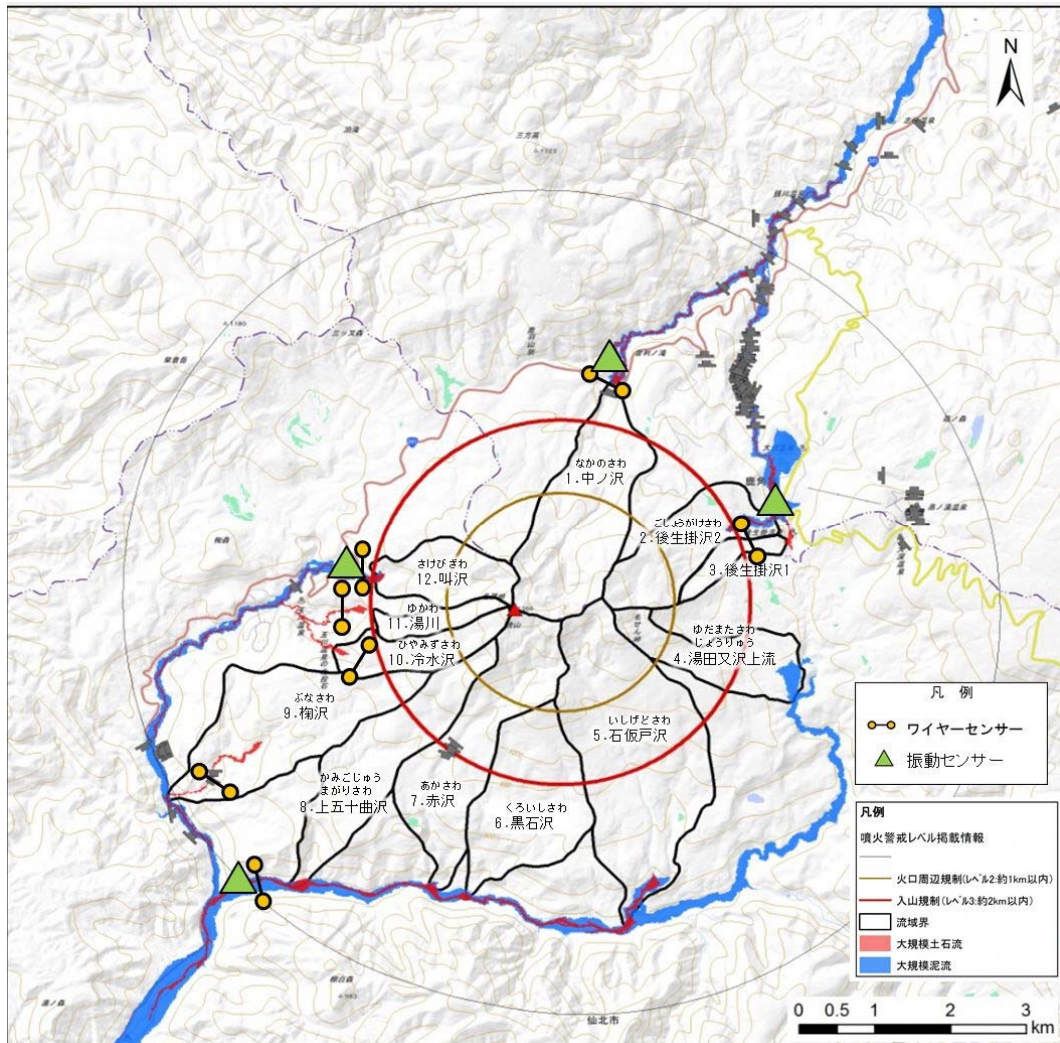 N
三ッ又森
なかのさわ
1.中ノ沢
ごしょうがけさわ
2.後生掛沢2
3.後生掛沢1
さけびざわ
12.叫沢
ゆかわ
11.湯川
ひやみずさわ
10.冷水沢
ゆだまたさわ
じょうりゅう
4.湯田又沢上流
ぶなさわ
9.椈沢
いしげどさわ
5.石仮戸沢
かみごじゅう
まがりさわ
8.上五十曲沢
あかさわ
7.赤沢
くろいしさわ
6.黒石沢
凡 例
ワイヤーセンサー
振動センサー
凡例
噴火警戒レベル掲載情報
火口周辺規制(レベル2:約1km以内)
入山規制(レベル3:約2km以内)
流域界
大規模土石流
大規模泥流
仙北市
0 0.5 1 2 3
km